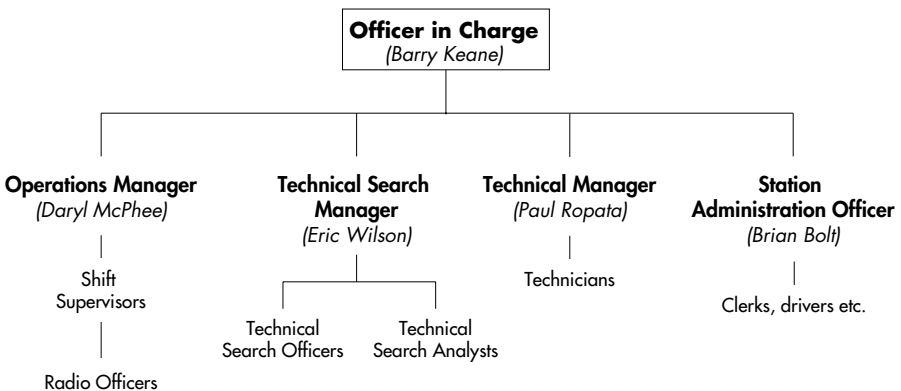 Officer in Charge
(Barry Keane)
Operations Manager
(Daryl McPhee)
Shift
Supervisors
Radio Officers
Technical Search
Manager
(Eric Wilson)
Technical
Search Officers
Technical
Search Analysts
Technical Manager
(Paul Ropata)
Technicians
Station
Administration Officer
(Brian Bolt)
Clerks, drivers etc.